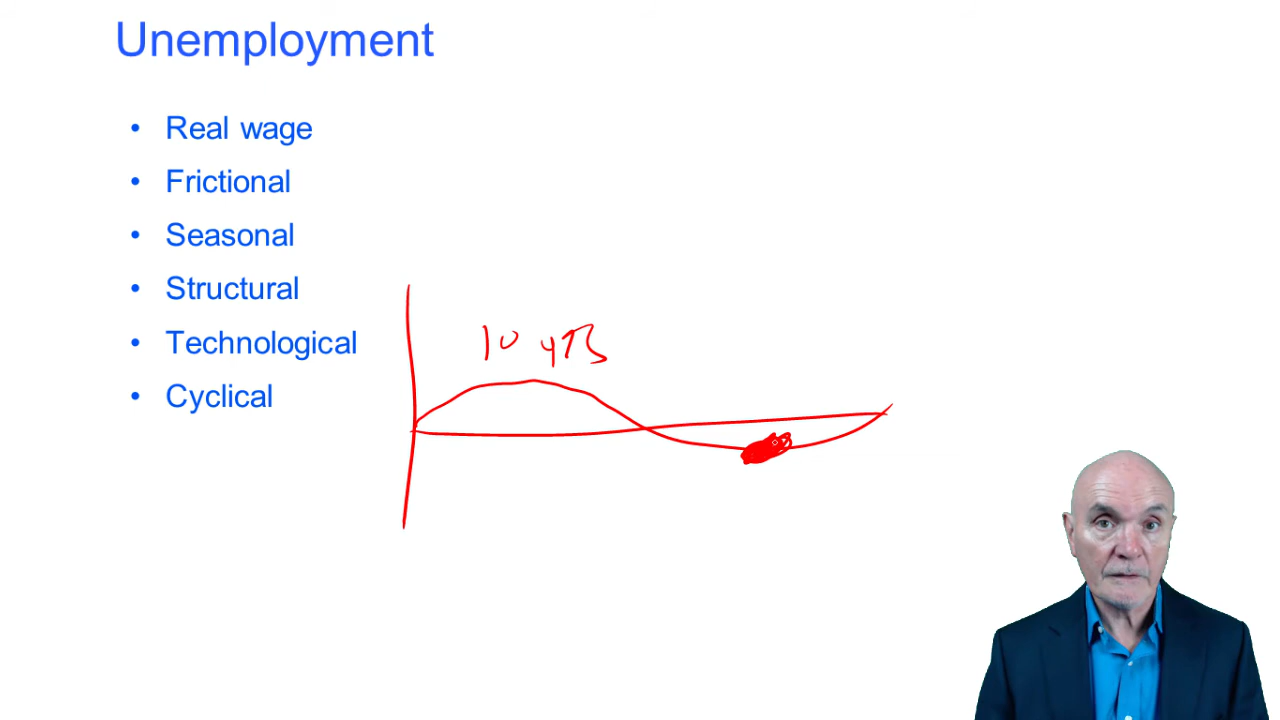 Unemployment
• Real wage
• Frictional
• Seasonal
• Structural
• Technological
• Cyclical
10 yrs